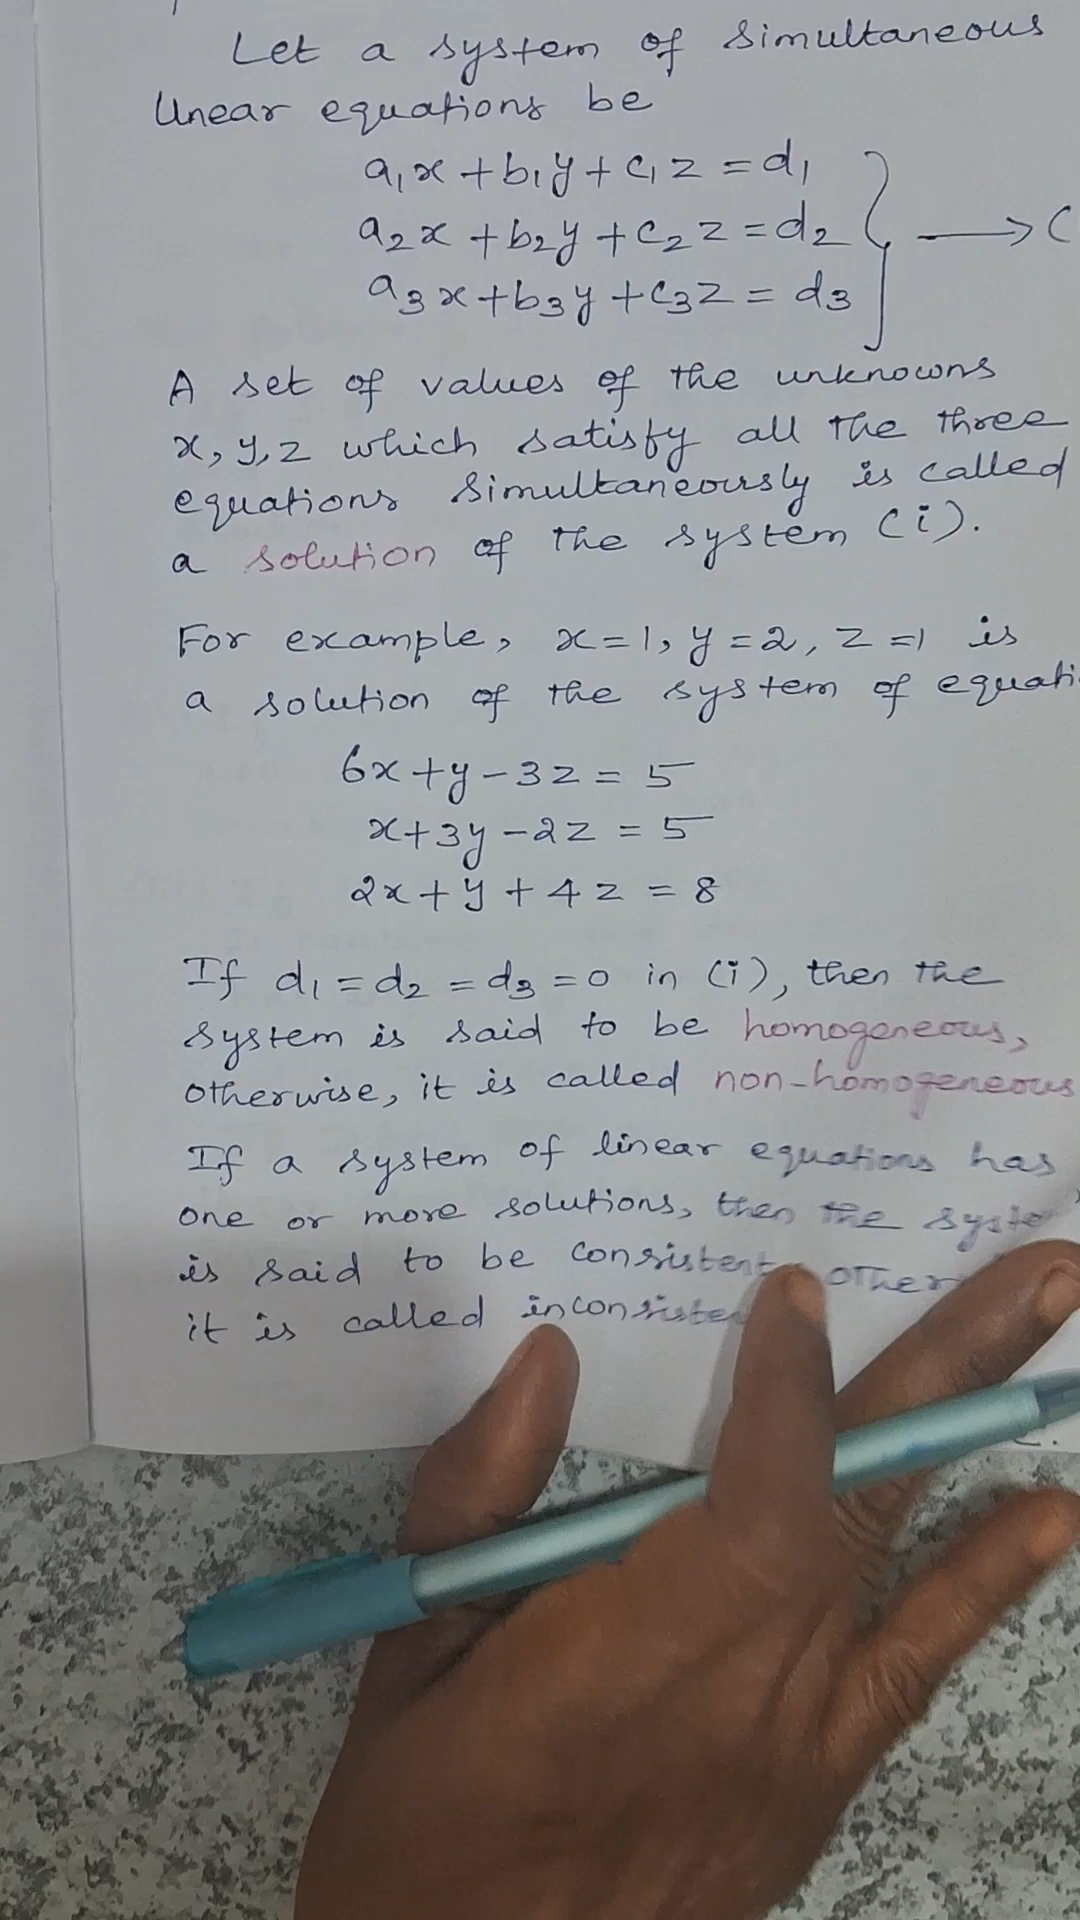 Let a system of simultaneous
linear equations be
a₁x + b₁y + c₁z = d₁
a₂x + b₂y + c₂z = d₂ → (
a₃x + b₃y + c₃z = d₃
A set of values of the unknowns
x, y, z which satisfy all the three
equations simultaneously is called
a solution of the system (i).
For example, x = 1, y = 2, z = 1 is
a solution of the system of equati
6x + y - 3z = 5
x + 3y - 2z = 5
2x + y + 4z = 8
If d₁ = d₂ = d₃ = 0 in (i), then the
system is said to be homogeneous,
otherwise, it is called non-homogeneous
If a system of linear equations has
one or more solutions, then the syste
is said to be consistent, other
it is called inconsiste